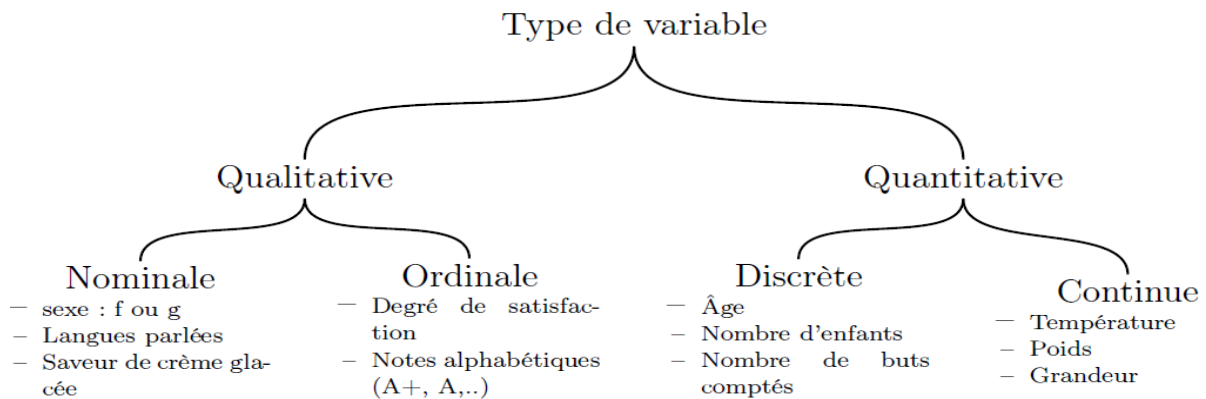 Type de variable
Qualitative
Quantitative
Nominale
— sexe : f ou g
– Langues parlées
– Saveur de crème gla-
cée
Ordinale
— Degré de satisfac-
tion
– Notes alphabétiques
(A+, A,..)
Discrète
— Âge
– Nombre d'enfants
– Nombre de buts
comptés
Continue
— Température
– Poids
– Grandeur